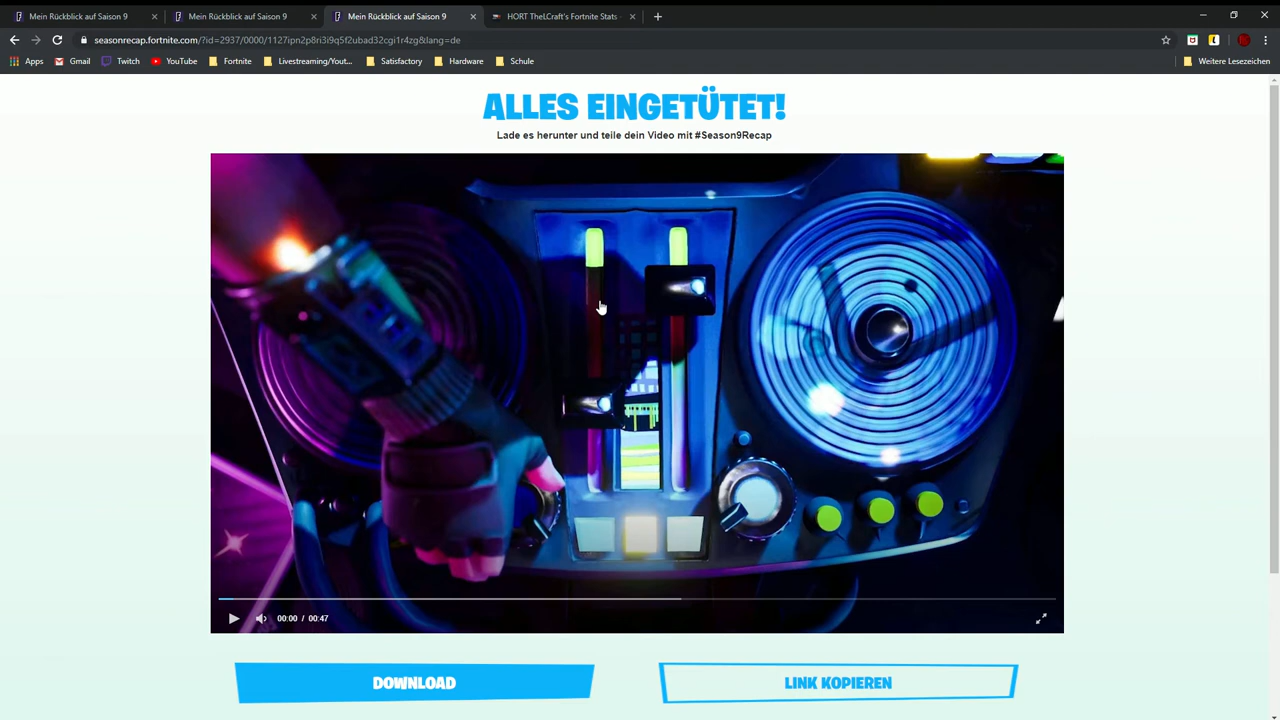 Mein Rückblick auf Saison 9
Mein Rückblick auf Saison 9
Mein Rückblick auf Saison 9
HORT TheLCraft's Fortnite Stats -
seasonrecap.fortnite.com/?id=2937/0000/1127ipn2p8ri3i9q5f2ubad32cgi1r4zg&lang=de
Apps
Gmail
Twitch
YouTube
Fortnite
Livestreaming/Yout...
Satisfactory
Hardware
Schule
Weitere Lesezeichen
ALLES EINGETÜTET!
Lade es herunter und teile dein Video mit #Season9Recap
00:00 / 00:47
DOWNLOAD
LINK KOPIEREN